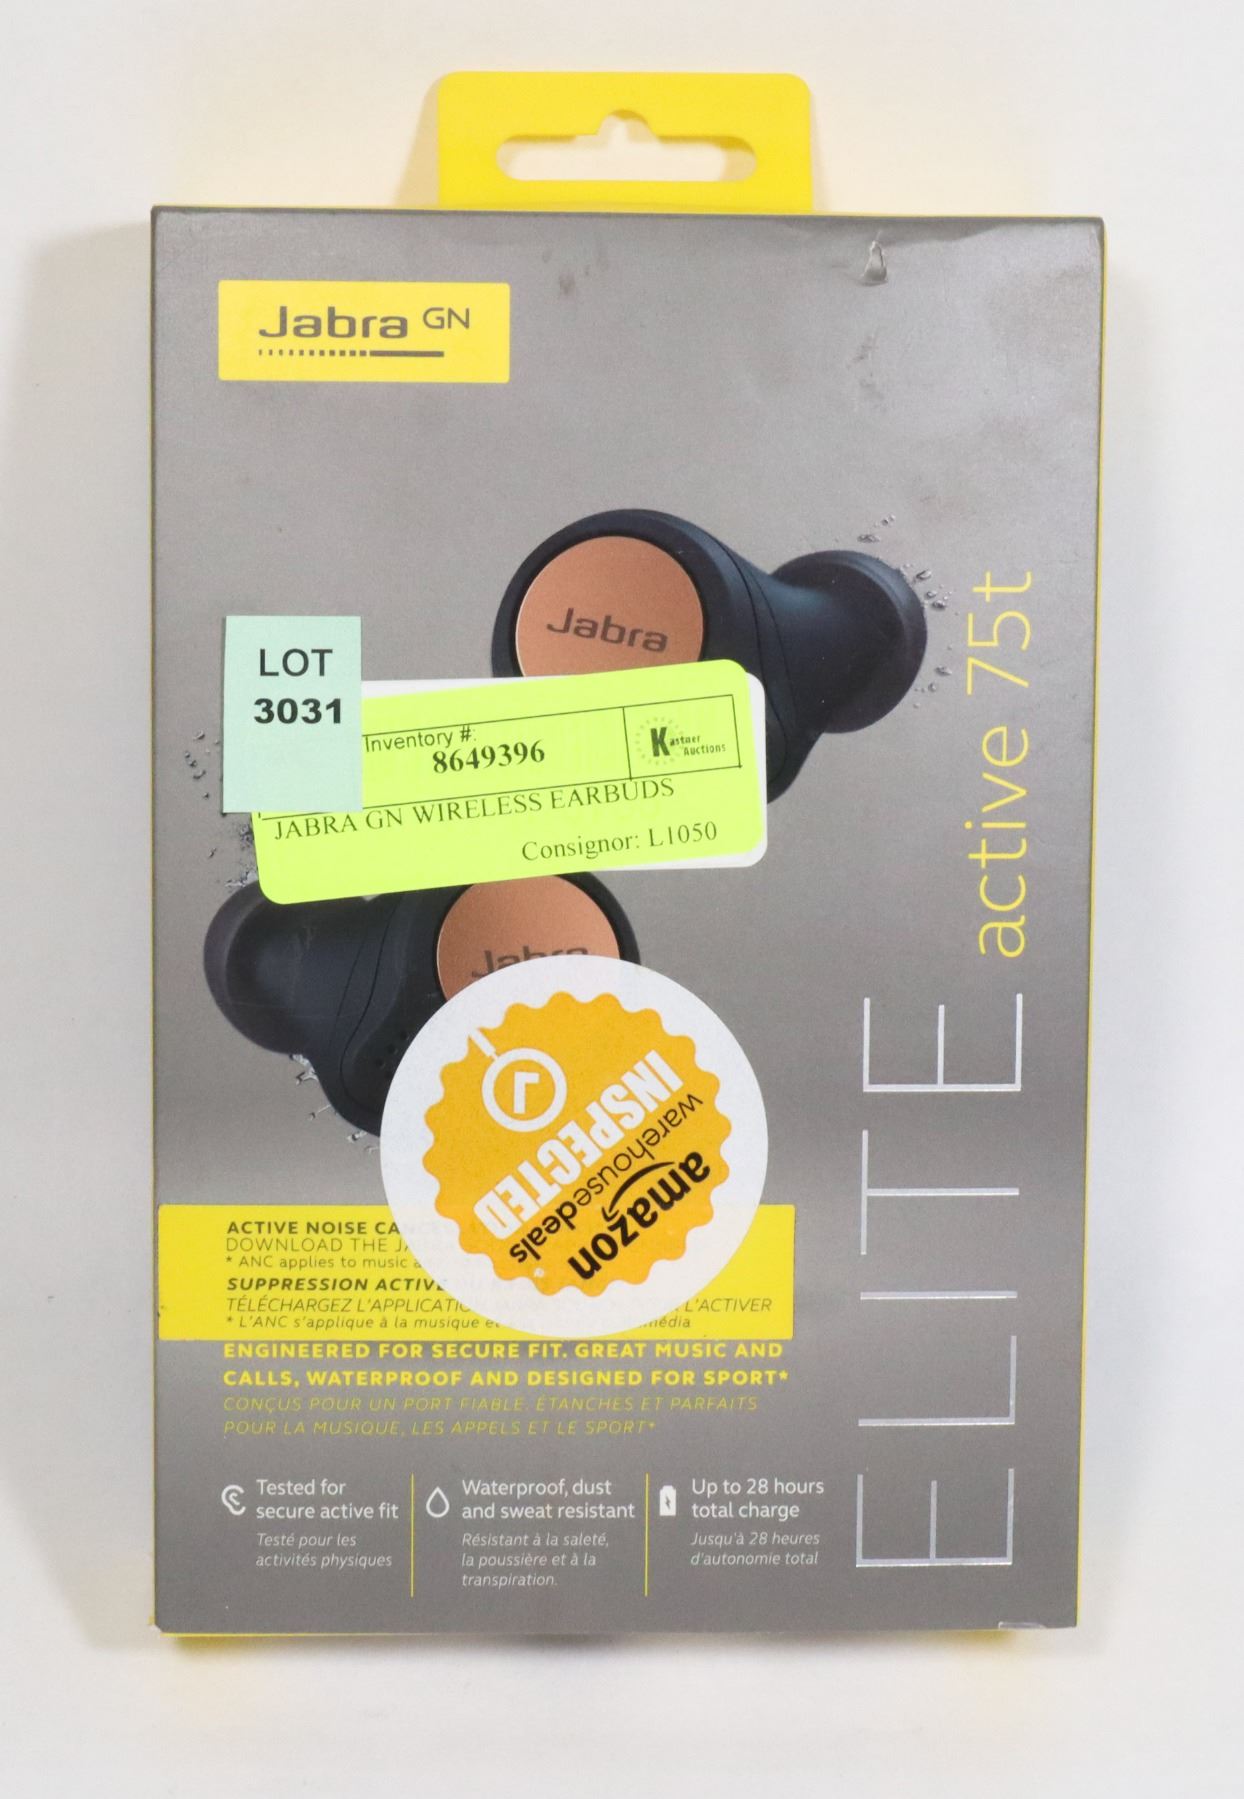 Jabra GN
Jabra
LOT
3031
Inventory #:
8649396
Kastner
Auctions
JABRA GN WIRELESS EARBUDS
Consignor: L1050
Jabra
ELITE active 75t
amazon
warehousedeals
INSPECTED
ACTIVE NOISE
DOWNLOAD THE
* ANC applies to music
SUPPRESSION ACTIVE
TÉLÉCHARGEZ L'APPLICATIO L'ACTIVER
* L'ANC s'applique à la musique et
ENGINEERED FOR SECURE FIT. GREAT MUSIC AND
CALLS, WATERPROOF AND DESIGNED FOR SPORT*
CONÇUS POUR UN PORT FIABLE. ÉTANCHES ET PARFAITS
POUR LA MUSIQUE, LES APPELS ET LE SPORT*
Tested for
secure active fit
Testé pour les
activités physiques
Waterproof, dust
and sweat resistant
Résistant à la saleté,
la poussière et à la
transpiration.
Up to 28 hours
total charge
Jusqu'à 28 heures
d'autonomie total